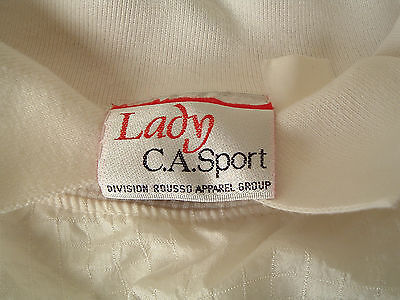 Lady
C.A.Sport
DIVISION ROUSSO APPAREL GROUP